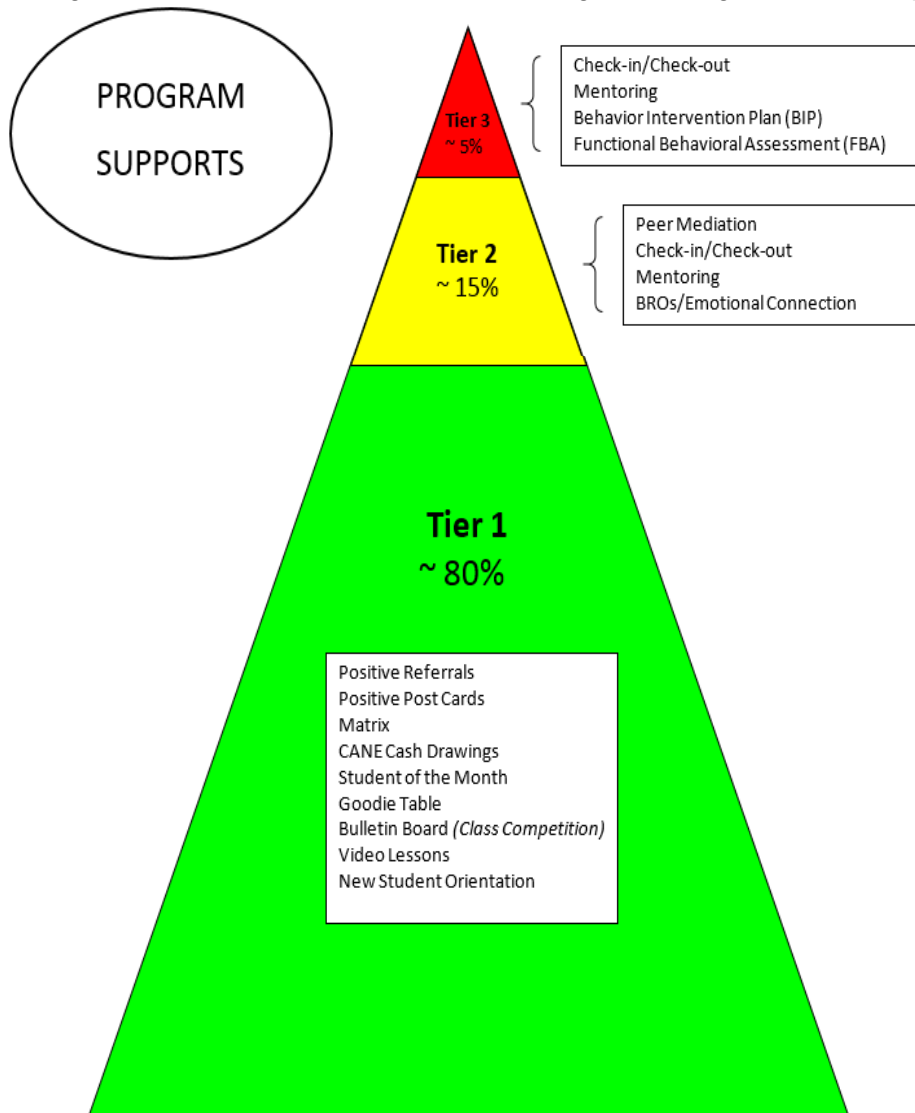 PROGRAM
SUPPORTS
Tier 3
~ 5%
Check-in/Check-out
Mentoring
Behavior Intervention Plan (BIP)
Functional Behavioral Assessment (FBA)
Tier 2
~ 15%
Peer Mediation
Check-in/Check-out
Mentoring
BROs/Emotional Connection
Tier 1
~ 80%
Positive Referrals
Positive Post Cards
Matrix
CANE Cash Drawings
Student of the Month
Goodie Table
Bulletin Board (Class Competition)
Video Lessons
New Student Orientation